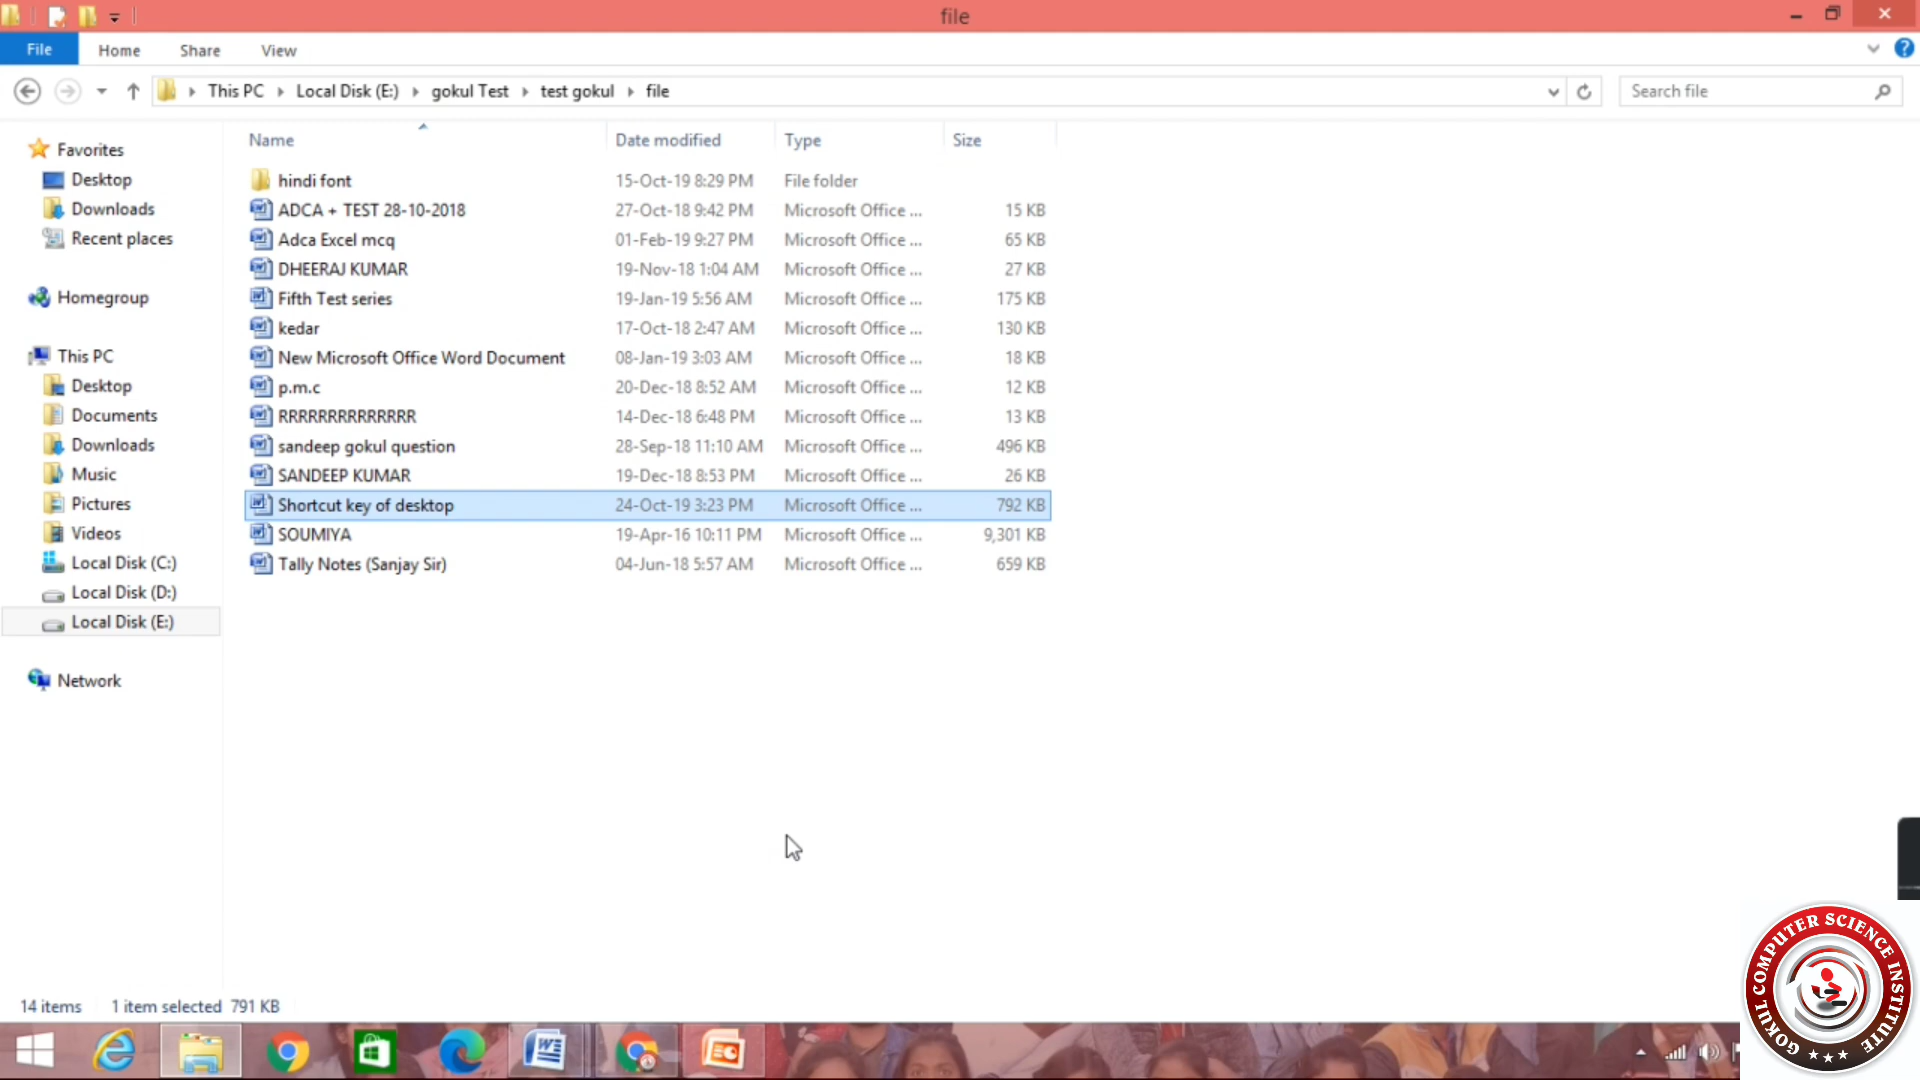 file
File Home Share View
This PC Local Disk (E:) gokul Test test gokul file Search file
Name Date modified Type Size
Favorites
Desktop
Downloads
Recent places
Homegroup
This PC
Desktop
Documents
Downloads
Music
Pictures
Videos
Local Disk (C:)
Local Disk (D:)
Local Disk (E:)
Network
hindi font 15-Oct-19 8:29 PM File folder
ADCA + TEST 28-10-2018 27-Oct-18 9:42 PM Microsoft Office ... 15 KB
Adca Excel mcq 01-Feb-19 9:27 PM Microsoft Office ... 65 KB
DHEERAJ KUMAR 19-Nov-18 1:04 AM Microsoft Office ... 27 KB
Fifth Test series 19-Jan-19 5:56 AM Microsoft Office ... 175 KB
kedar 17-Oct-18 2:47 AM Microsoft Office ... 130 KB
New Microsoft Office Word Document 08-Jan-19 3:03 AM Microsoft Office ... 18 KB
p.m.c 20-Dec-18 8:52 AM Microsoft Office ... 12 KB
RRRRRRRRRRRRRR 14-Dec-18 6:48 PM Microsoft Office ... 13 KB
sandeep gokul question 28-Sep-18 11:10 AM Microsoft Office ... 496 KB
SANDEEP KUMAR 19-Dec-18 8:53 PM Microsoft Office ... 26 KB
Shortcut key of desktop 24-Oct-19 3:23 PM Microsoft Office ... 792 KB
SOUMIYA 19-Apr-16 10:11 PM Microsoft Office ... 9,301 KB
Tally Notes (Sanjay Sir) 04-Jun-18 5:57 AM Microsoft Office ... 659 KB
14 items 1 item selected 791 KB
GOKUL COMPUTER SCIENCE INSTITUTE